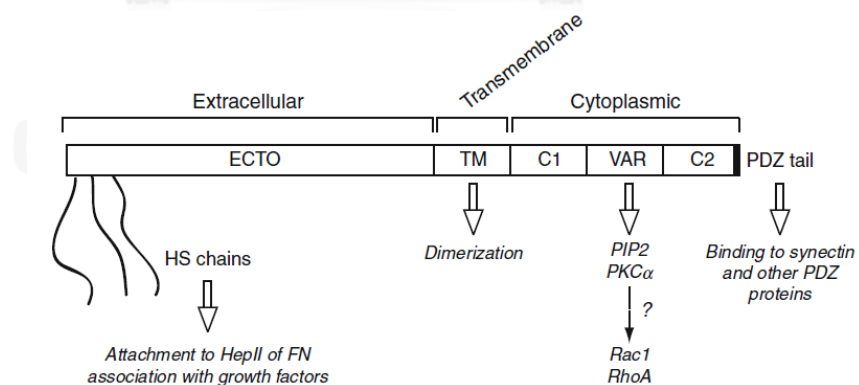 Transmembrane
Extracellular
Cytoplasmic
ECTO
TM
C1
VAR
C2
PDZ tail
HS chains
Dimerization
PIP2
PKCα
?
Rac1
RhoA
Binding to synectin
and other PDZ
proteins
Attachment to HepII of FN
association with growth factors